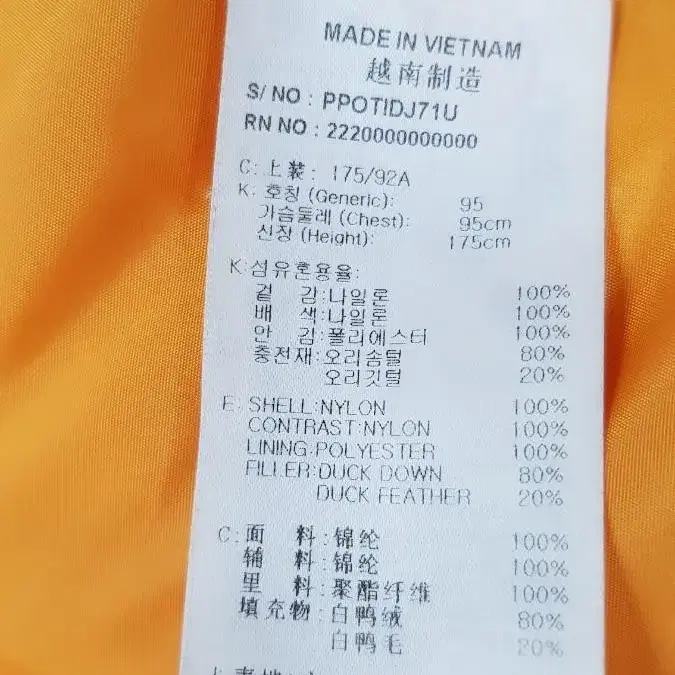 MADE IN VIETNAM
越南制造
S/ NO : PPOTIDJ71U
RN NO : 2220000000000
C: 上装: 175/92A
K: 호칭 (Generic): 95
가슴둘레 (Chest): 95cm
신장 (Height): 175cm
K:섬유혼용율:
겉 감:나일론 100%
배 색:나일론 100%
안 감:폴리에스터 100%
충전재:오리솜털 80%
오리깃털 20%
E: SHELL:NYLON 100%
CONTRAST:NYLON 100%
LINING:POLYESTER 100%
FILLER:DUCK DOWN 80%
DUCK FEATHER 20%
C:面 料:锦纶 100%
辅 料:锦纶 100%
里 料:聚酯纤维 100%
填充物:白鸭绒 80%
白鸭毛 20%